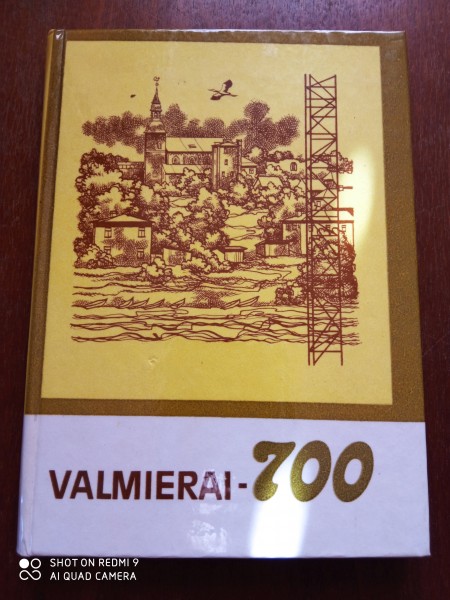 VALMIERAI-700
SHOT ON REDMI 9
AI QUAD CAMERA